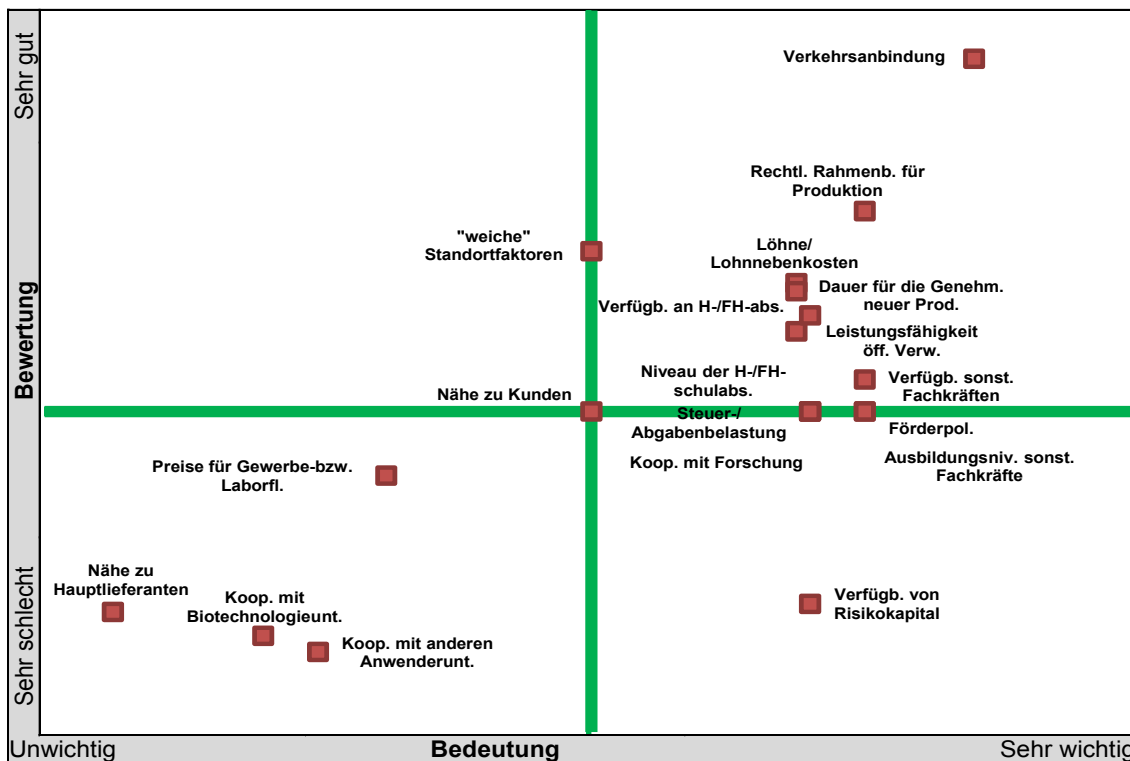 Sehr gut
Bewertung
Sehr schlecht
Verkehrsanbindung
Rechtl. Rahmenb. für
Produktion
"weiche"
Standortfaktoren
Löhne/
Lohnnebenkosten
Dauer für die Genehm.
neuer Prod.
Verfügb. an H-/FH-abs.
Leistungsfähigkeit
öff. Verw.
Niveau der H-/FH-
schulabs.
Verfügb. sonst.
Fachkräften
Nähe zu Kunden
Steuer-/
Abgabenbelastung
Förderpol.
Koop. mit Forschung
Ausbildungsniv. sonst.
Fachkräfte
Preise für Gewerbe-bzw.
Laborfl.
Nähe zu
Hauptlieferanten
Koop. mit
Biotechnologieunt.
Koop. mit anderen
Anwenderunt.
Verfügb. von
Risikokapital
Unwichtig
Bedeutung
Sehr wichtig